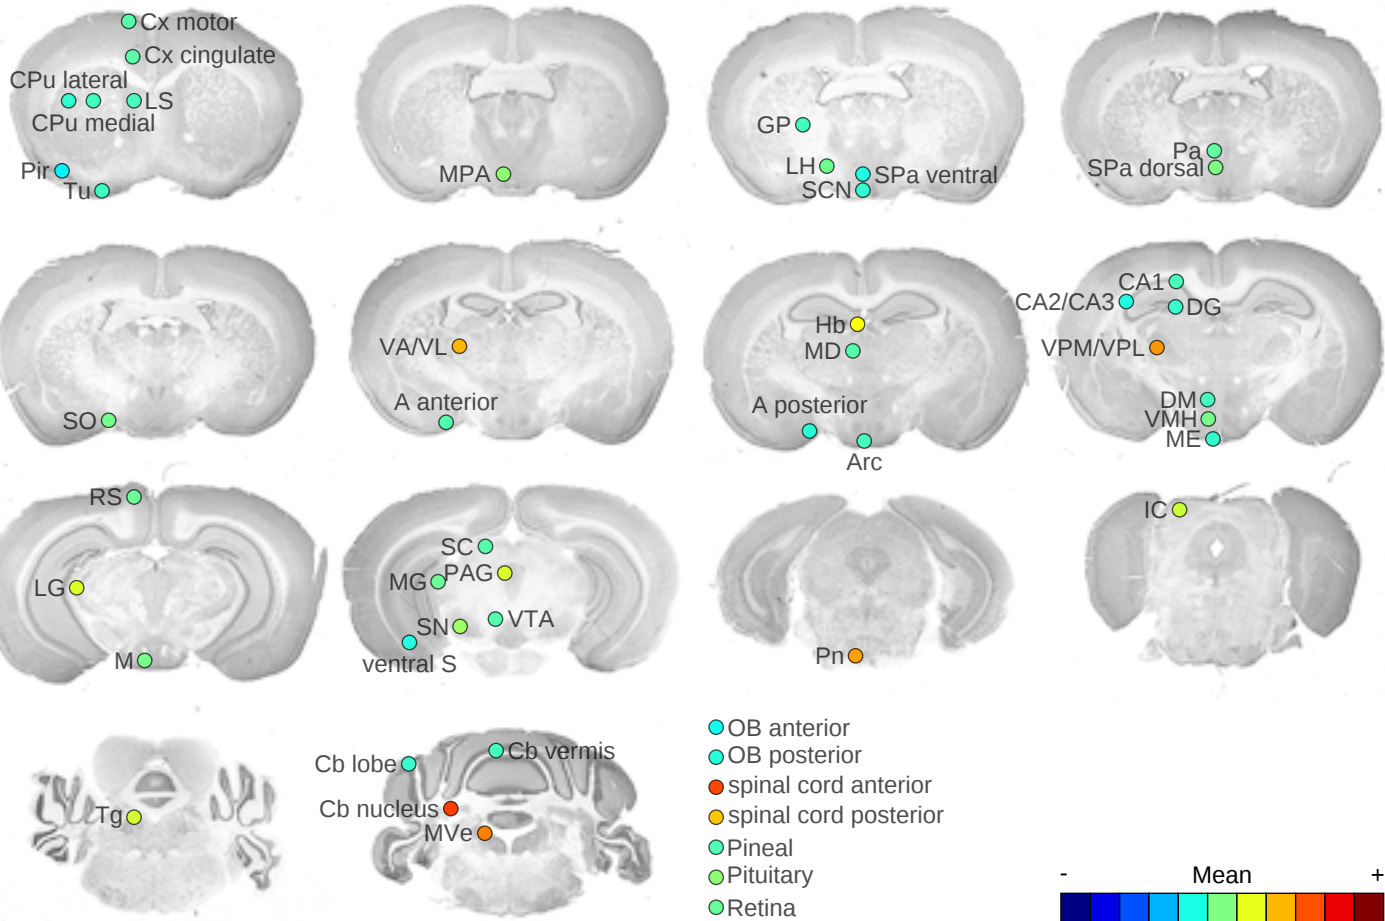 Cx motor
Cx cingulate
CPu lateral
LS
CPu medial
Pir
Tu
MPA
GP
LH
SPa ventral
SCN
Pa
SPa dorsal
SO
VA/VL
A anterior
Hb
MD
A posterior
Arc
CA1
CA2/CA3
DG
VPM/VPL
DM
VMH
ME
RS
LG
M
SC
MG
PAG
SN
VTA
ventral S
Pn
IC
Tg
Cb lobe
Cb vermis
Cb nucleus
MVe
OB anterior
OB posterior
spinal cord anterior
spinal cord posterior
Pineal
Pituitary
Retina
- Mean +